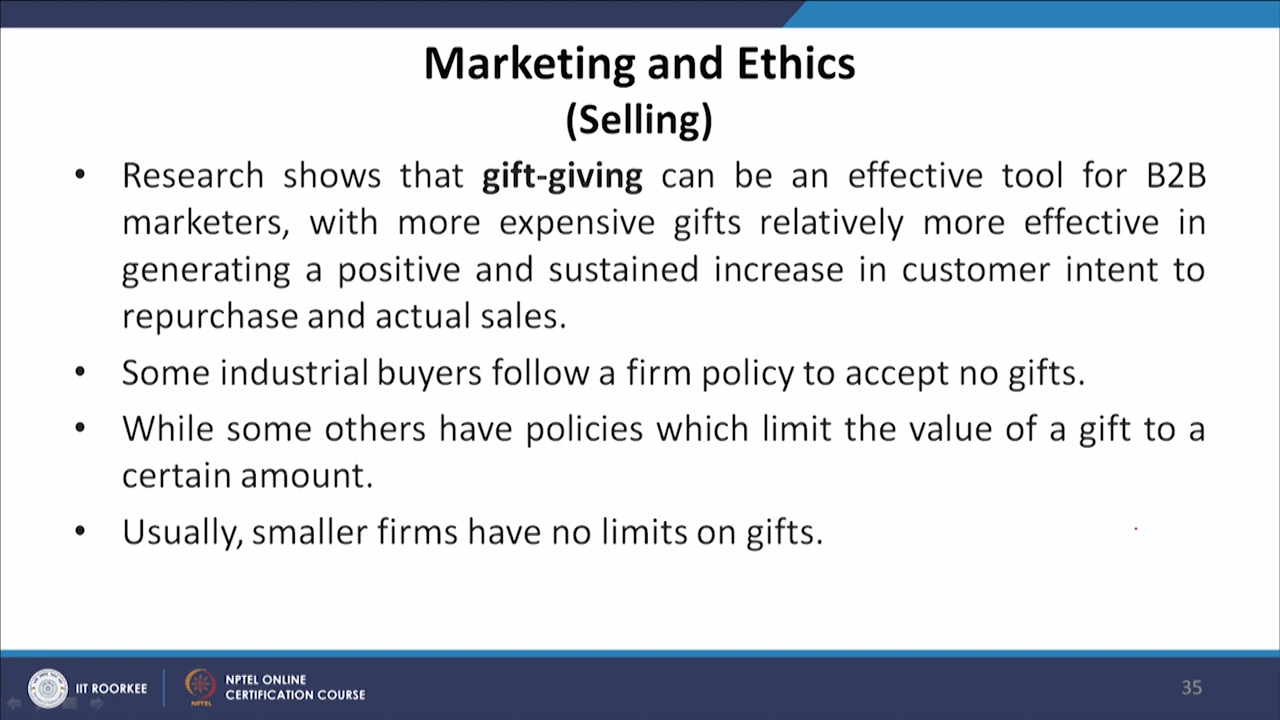 Marketing and Ethics
(Selling)
• Research shows that gift-giving can be an effective tool for B2B
marketers, with more expensive gifts relatively more effective in
generating a positive and sustained increase in customer intent to
repurchase and actual sales.
• Some industrial buyers follow a firm policy to accept no gifts.
• While some others have policies which limit the value of a gift to a
certain amount.
• Usually, smaller firms have no limits on gifts.
IIT ROORKEE
NPTEL
NPTEL ONLINE
CERTIFICATION COURSE
35